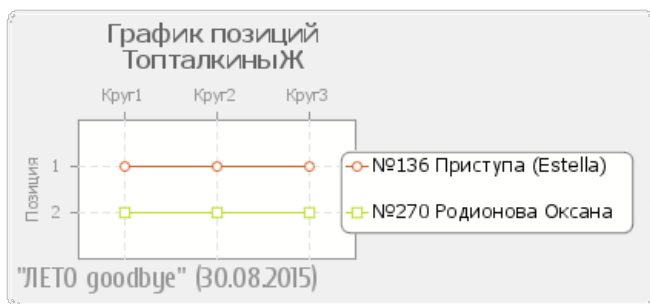 График позиций
ТопталкиныЖ
Круг1 Круг2 Круг3
Позиция
1
2
№136 Приступа (Estella)
№270 Родионова Оксана
"ЛЕТО goodbye" (30.08.2015)